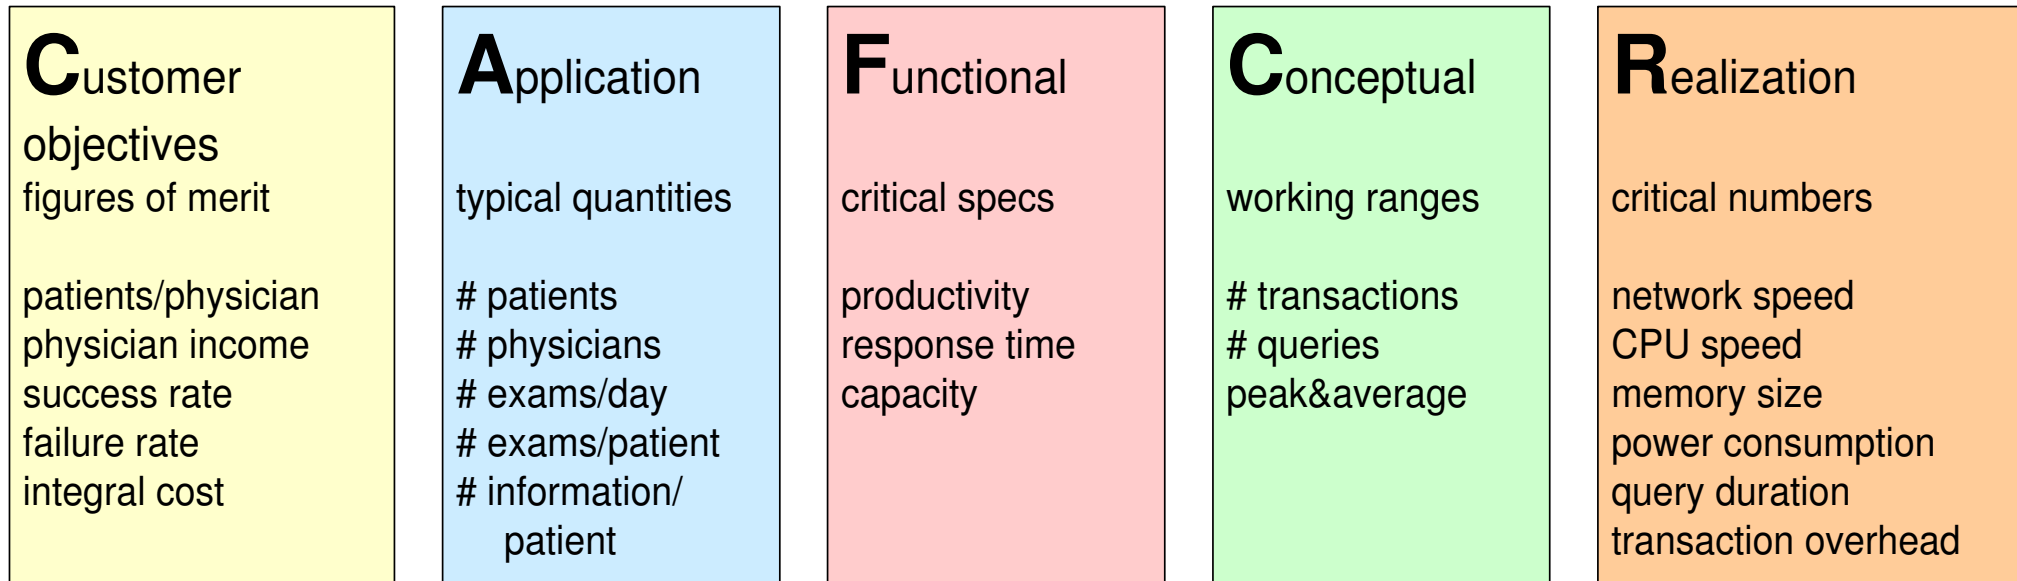 Customer
objectives
figures of merit
patients/physician
physician income
success rate
failure rate
integral cost
Application
typical quantities
# patients
# physicians
# exams/day
# exams/patient
# information/
patient
Functional
critical specs
productivity
response time
capacity
Conceptual
working ranges
# transactions
# queries
peak&average
Realization
critical numbers
network speed
CPU speed
memory size
power consumption
query duration
transaction overhead